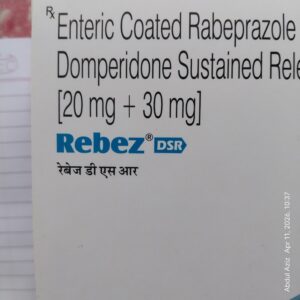 Rx Enteric Coated Rabeprazole
Domperidone Sustained Rele
[20 mg + 30 mg]
Rebez® DSR
रेबेज डी एस आर
Abdul Aziz Apr 11, 2026, 10:37